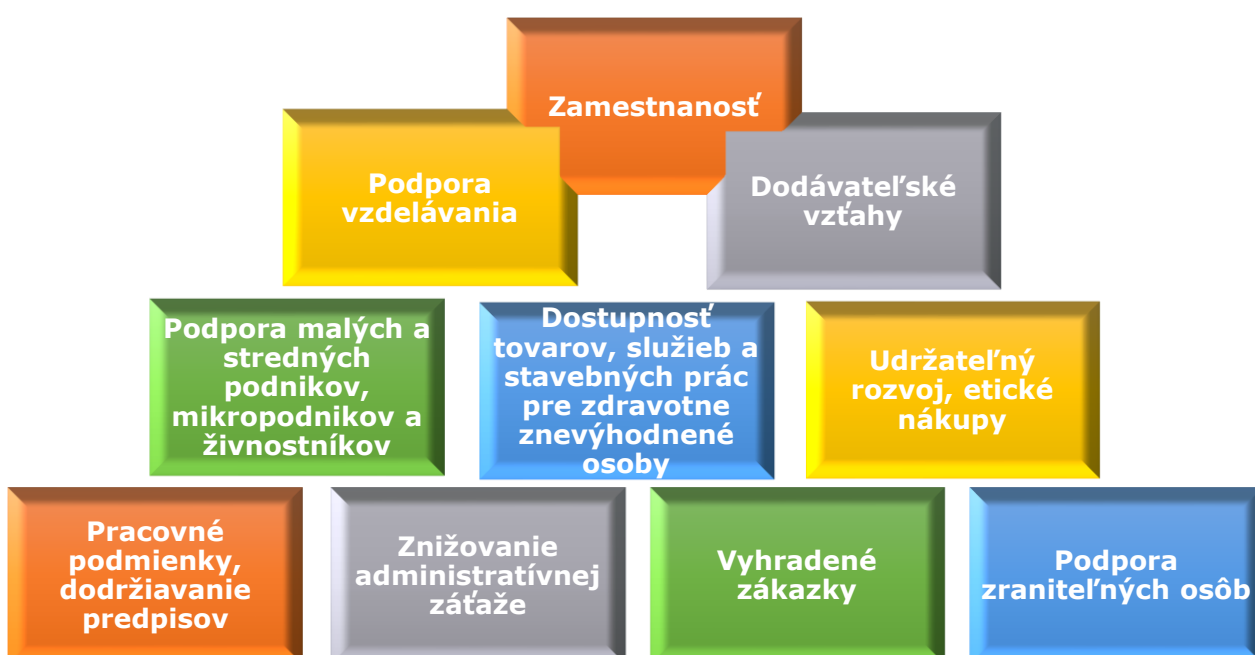 Zamestnanosť
Podpora
vzdelávania
Dodávateľské
vzťahy
Podpora malých a
stredných
podnikov,
mikropodnikov a
živnostníkov
Dostupnosť
tovarov, služieb a
stavebných prác
pre zdravotne
znevýhodnené
osoby
Udržateľný
rozvoj, etické
nákupy
Pracovné
podmienky,
dodržiavanie
predpisov
Znižovanie
administratívnej
záťaže
Vyhradené
zákazky
Podpora
zraniteľných osôb